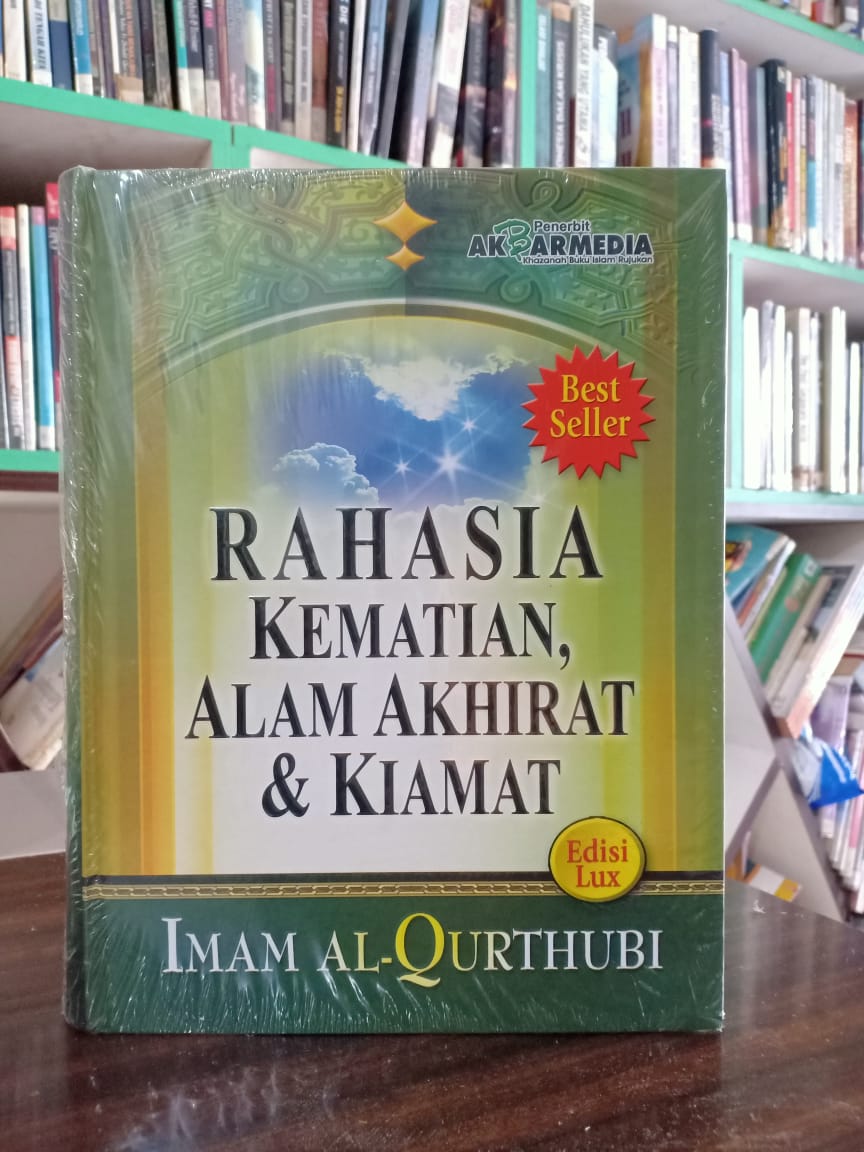 Penerbit
AKBARMEDIA
Khazanah Buku Islam Rujukan
Best
Seller
RAHASIA
KEMATIAN,
ALAM AKHIRAT
& KIAMAT
Edisi
Lux
IMAM AL-QURTHUBI